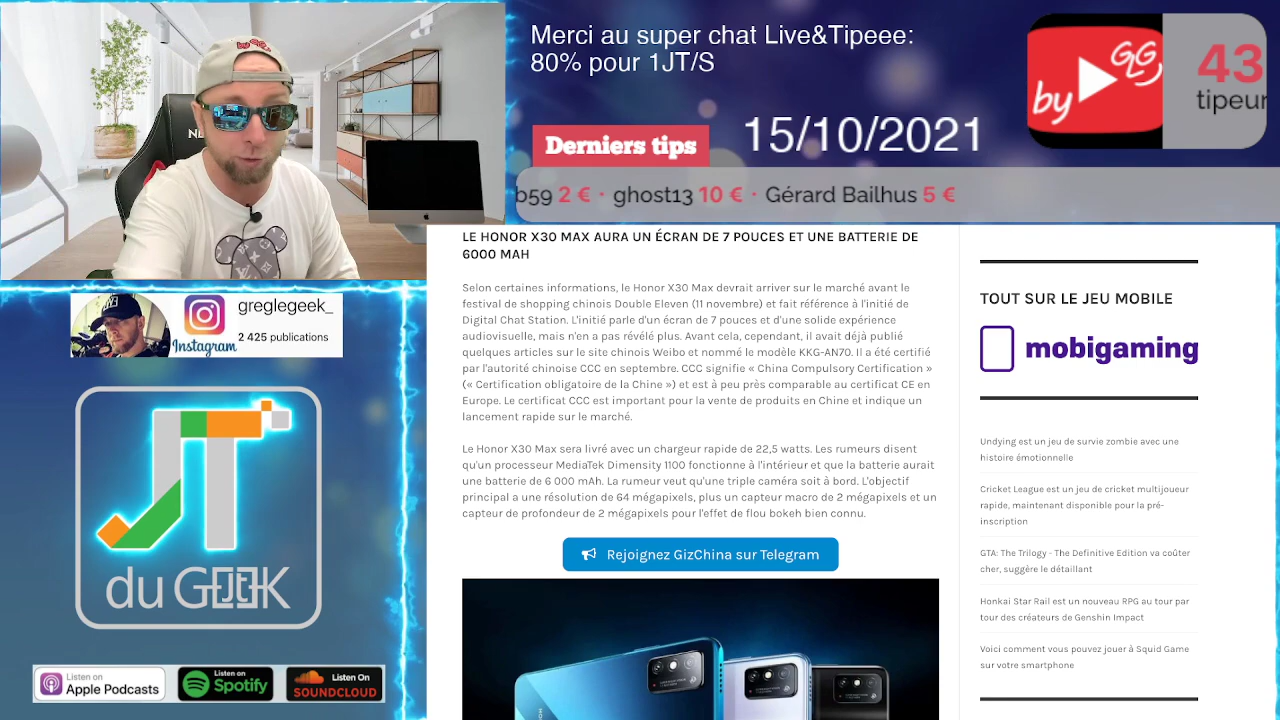 Merci au super chat Live&Tipeee:
80% pour 1JT/S
by GLG
43
tipeur
Derniers tips
15/10/2021
b59 2 € · ghost13 10 € · Gérard Bailhus 5 €
greglegeek_
2 425 publications
Instagram
JT
du GEEK
Listen on
Apple Podcasts
Listen on
Spotify
Listen On
SOUNDCLOUD
LE HONOR X30 MAX AURA UN ÉCRAN DE 7 POUCES ET UNE BATTERIE DE
6000 MAH
Selon certaines informations, le Honor X30 Max devrait arriver sur le marché avant le
festival de shopping chinois Double Eleven (11 novembre) et fait référence à l'initié de
Digital Chat Station. L'initié parle d'un écran de 7 pouces et d'une solide expérience
audiovisuelle, mais n'en a pas révélé plus. Avant cela, cependant, il avait déjà publié
quelques articles sur le site chinois Weibo et nommé le modèle KKG-AN70. Il a été certifié
par l'autorité chinoise CCC en septembre. CCC signifie « China Compulsory Certification »
(« Certification obligatoire de la Chine ») et est à peu près comparable au certificat CE en
Europe. Le certificat CCC est important pour la vente de produits en Chine et indique un
lancement rapide sur le marché.
Le Honor X30 Max sera livré avec un chargeur rapide de 22,5 watts. Les rumeurs disent
qu'un processeur MediaTek Dimensity 1100 fonctionne à l'intérieur et que la batterie aurait
une batterie de 6 000 mAh. La rumeur veut qu'une triple caméra soit à bord. L'objectif
principal a une résolution de 64 mégapixels, plus un capteur macro de 2 mégapixels et un
capteur de profondeur de 2 mégapixels pour l'effet de flou bokeh bien connu.
Rejoignez GizChina sur Telegram
TOUT SUR LE JEU MOBILE
mobigaming
Undying est un jeu de survie zombie avec une
histoire émotionnelle
Cricket League est un jeu de cricket multijoueur
rapide, maintenant disponible pour la pré-
inscription
GTA: The Trilogy - The Definitive Edition va coûter
cher, suggère le détaillant
Honkai Star Rail est un nouveau RPG au tour par
tour des créateurs de Genshin Impact
Voici comment vous pouvez jouer à Squid Game
sur votre smartphone